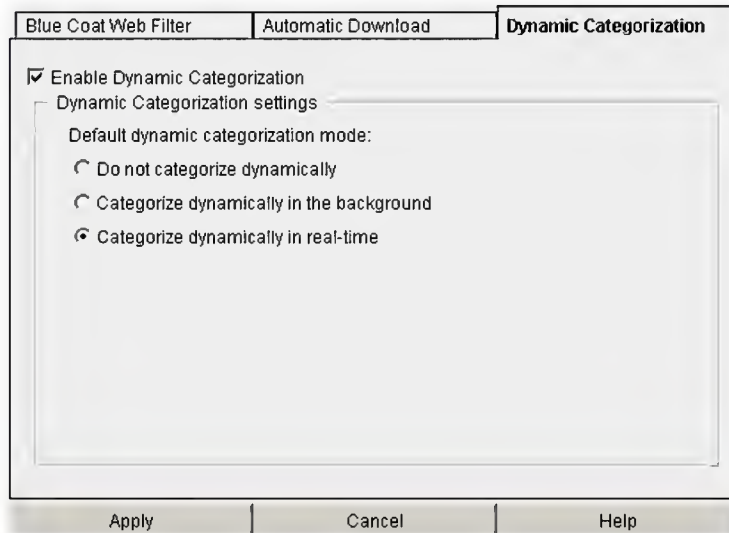 Blue Coat Web Filter
Automatic Download
Dynamic Categorization
Enable Dynamic Categorization
Dynamic Categorization settings
Default dynamic categorization mode:
Do not categorize dynamically
Categorize dynamically in the background
Categorize dynamically in real-time
Apply
Cancel
Help